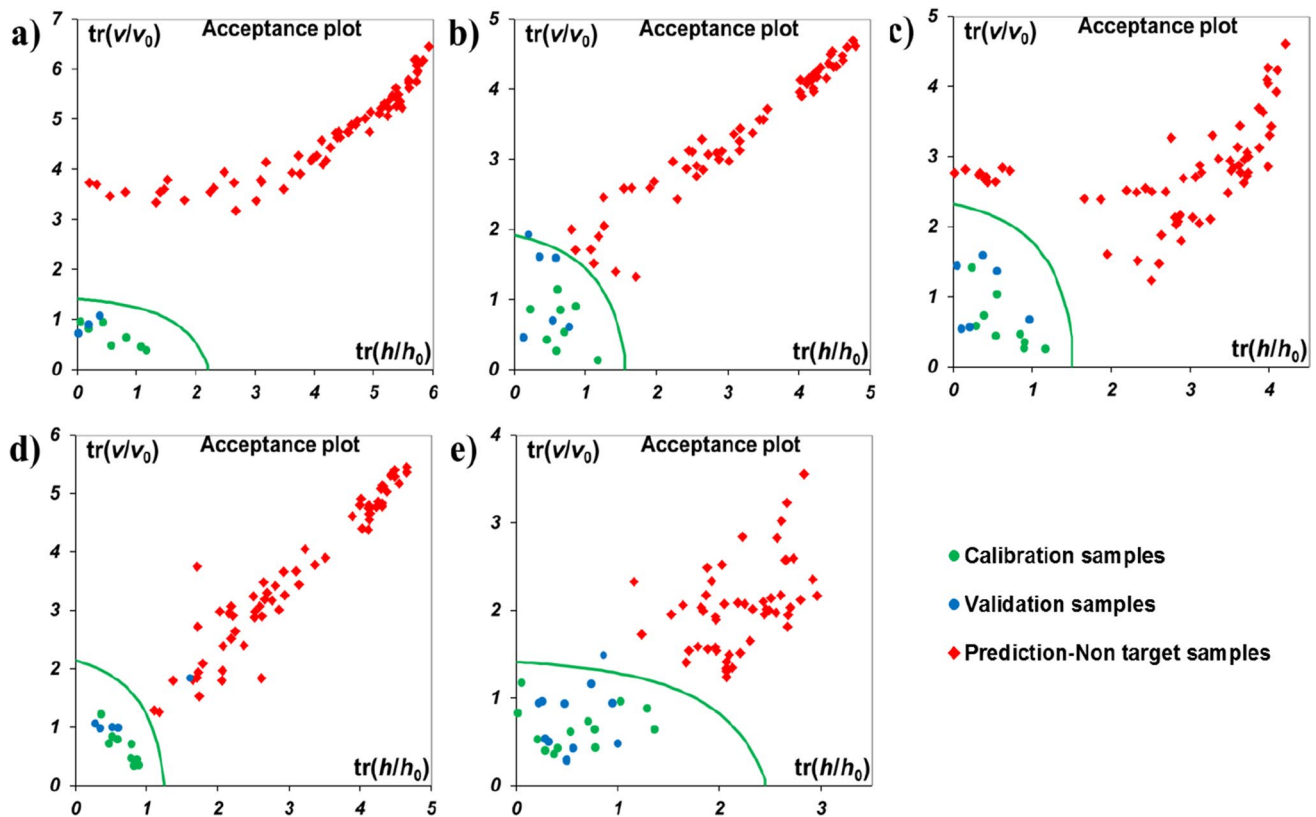 a)
tr(v/v₀)
Acceptance plot
7
6
5
4
3
2
1
0
tr(h/h₀)
0 1 2 3 4 5 6
b)
tr(v/v₀)
Acceptance plot
5
4
3
2
1
0
tr(h/h₀)
0 1 2 3 4 5
c)
tr(v/v₀)
Acceptance plot
5
4
3
2
1
0
tr(h/h₀)
0 1 2 3 4
d)
tr(v/v₀)
Acceptance plot
6
5
4
3
2
1
0
tr(h/h₀)
0 1 2 3 4 5
e)
tr(v/v₀)
Acceptance plot
4
3
2
1
0
tr(h/h₀)
0 1 2 3
Calibration samples
Validation samples
Prediction-Non target samples